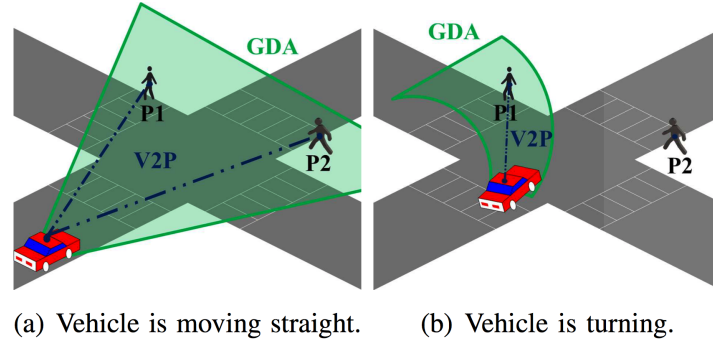 GDA
P1
V2P
P2
GDA
P1
V2P
P2
(a) Vehicle is moving straight.
(b) Vehicle is turning.